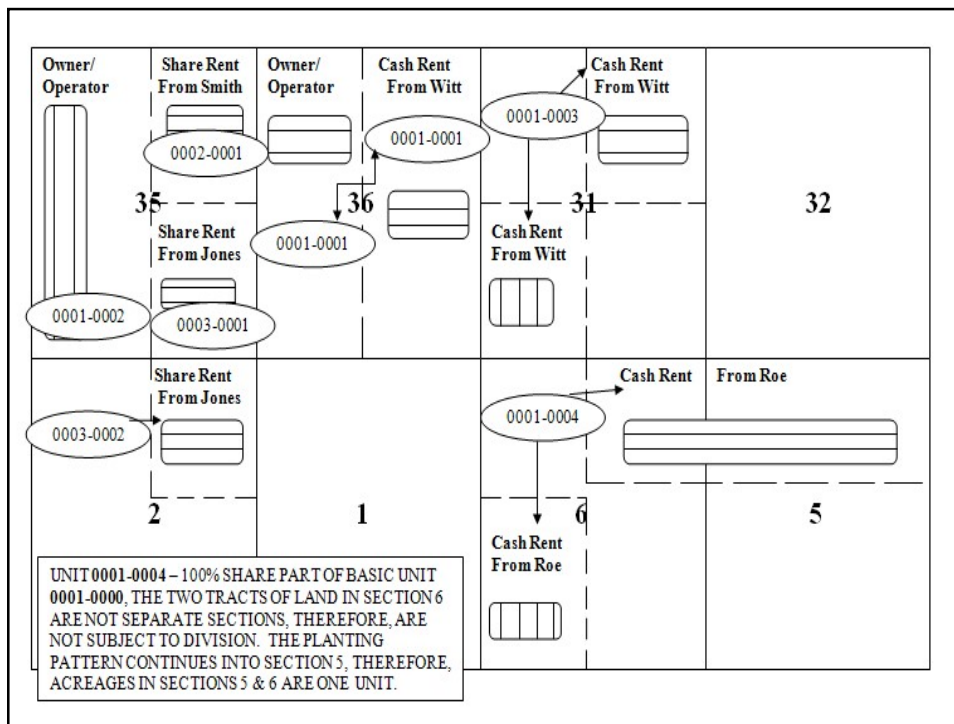 Owner/
Operator
Share Rent
From Smith
Owner/
Operator
Cash Rent
From Witt
Cash Rent
From Witt
0001-0003
0001-0001
0002-0001
35
36
31
32
Share Rent
From Jones
0001-0001
Cash Rent
From Witt
0001-0002
0003-0001
Share Rent
From Jones
Cash Rent
From Roe
0001-0004
0003-0002
2
1
6
5
Cash Rent
From Roe
UNIT 0001-0004 – 100% SHARE PART OF BASIC UNIT
0001-0000, THE TWO TRACTS OF LAND IN SECTION 6
ARE NOT SEPARATE SECTIONS, THEREFORE, ARE
NOT SUBJECT TO DIVISION. THE PLANTING
PATTERN CONTINUES INTO SECTION 5, THEREFORE,
ACREAGES IN SECTIONS 5 & 6 ARE ONE UNIT.